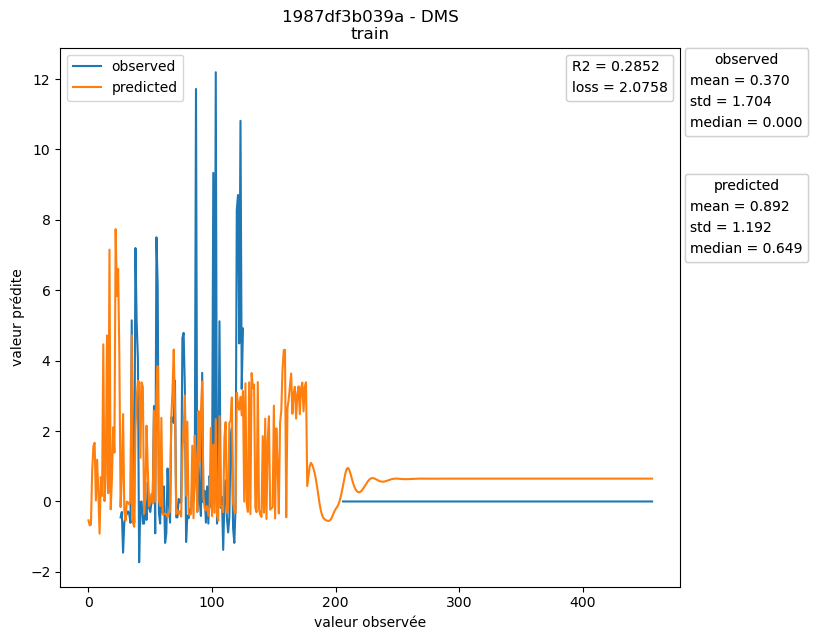 1987df3b039a - DMS
train
observed
predicted
R2 = 0.2852
loss = 2.0758
observed
mean = 0.370
std = 1.704
median = 0.000
predicted
mean = 0.892
std = 1.192
median = 0.649
valeur prédite
12
10
8
6
4
2
0
−2
0
100
200
300
400
valeur observée